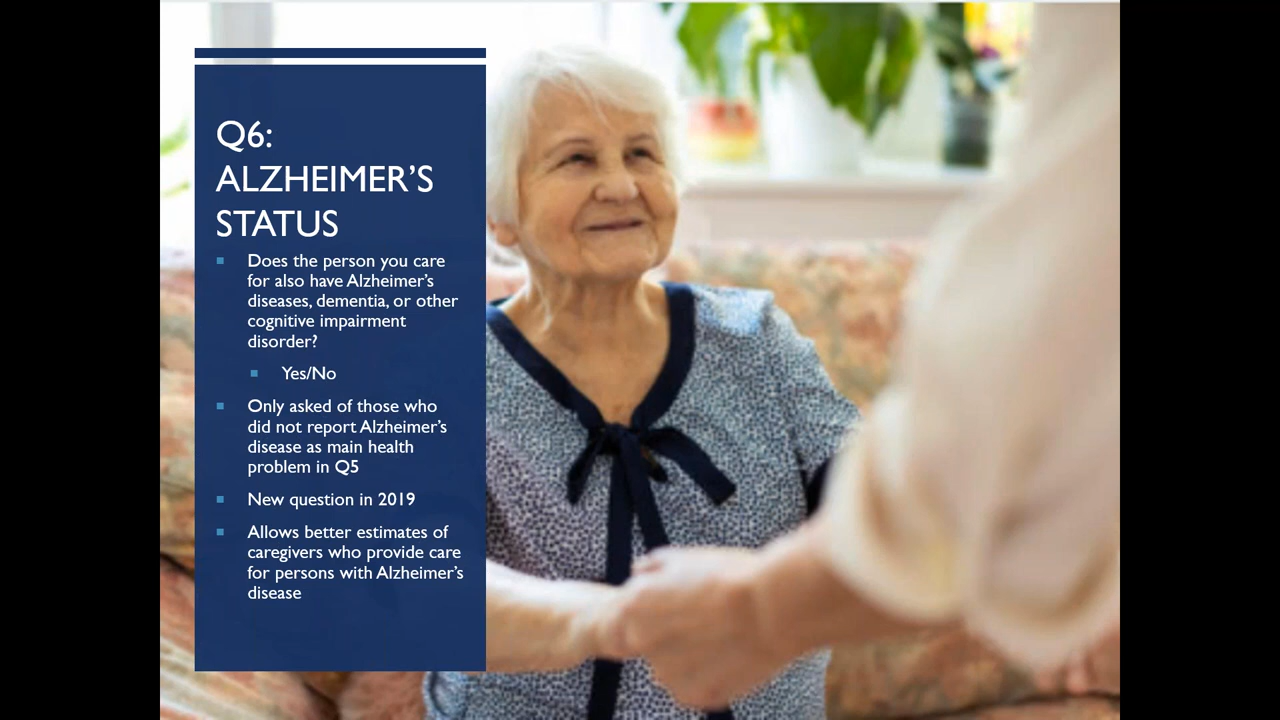 Q6:
ALZHEIMER'S
STATUS
Does the person you care
for also have Alzheimer's
diseases, dementia, or other
cognitive impairment
disorder?
Yes/No
Only asked of those who
did not report Alzheimer's
disease as main health
problem in Q5
New question in 2019
Allows better estimates of
caregivers who provide care
for persons with Alzheimer's
disease